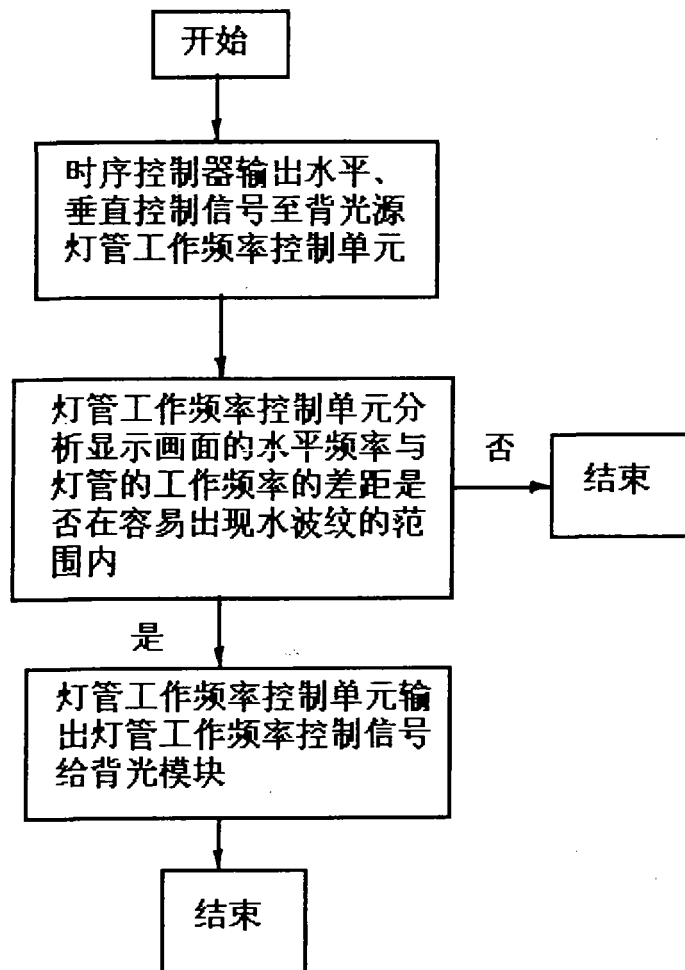 开始
时序控制器输出水平、
垂直控制信号至背光源
灯管工作频率控制单元
灯管工作频率控制单元分
析显示画面的水平频率与
灯管的工作频率的差距是
否在容易出现水波纹的范
围内
否
结束
是
灯管工作频率控制单元输
出灯管工作频率控制信号
给背光模块
结束